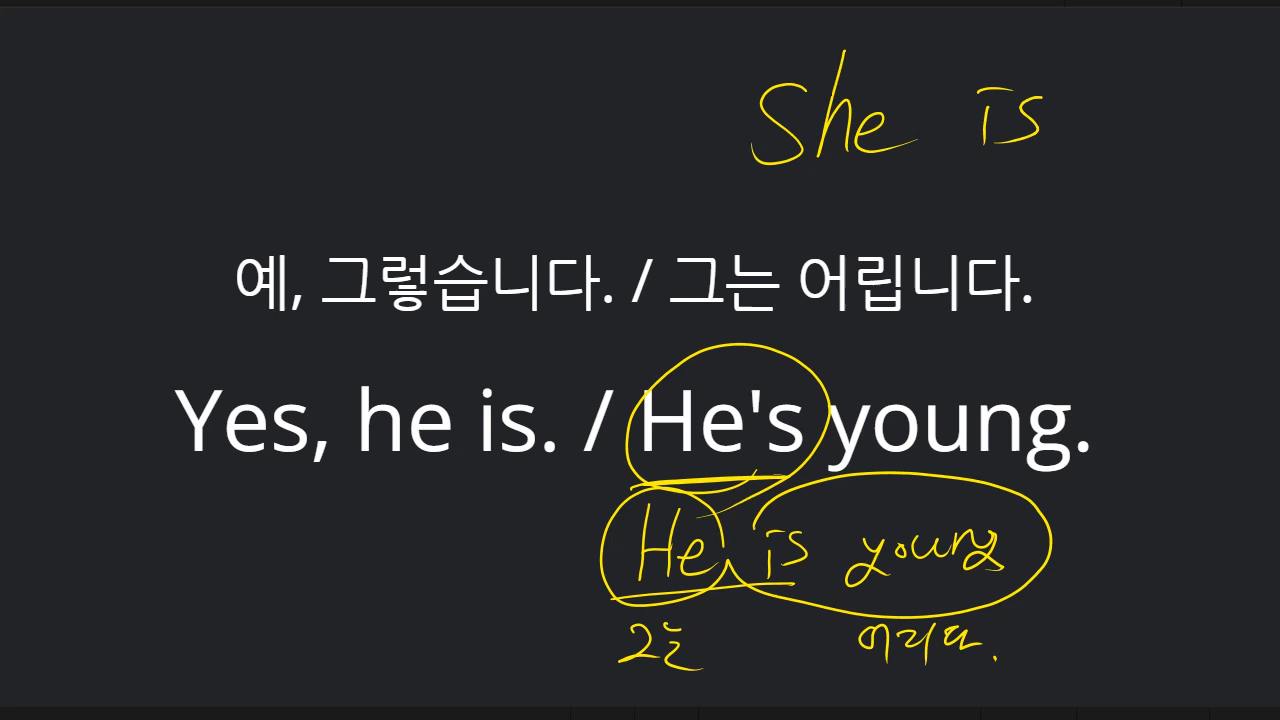 She is
예, 그렇습니다. / 그는 어립니다.
Yes, he is. / He's young.
He is young
그는 어리다.